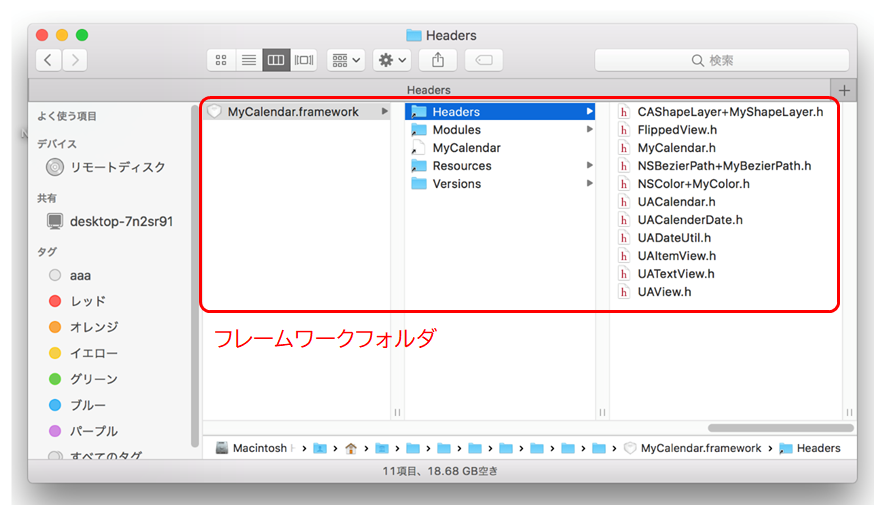 Headers
検索
Headers
よく使う項目
デバイス
リモートディスク
共有
desktop-7n2sr91
タグ
aaa
レッド
オレンジ
イエロー
グリーン
ブルー
パープル
すべてのタグ
MyCalendar.framework
Headers
Modules
MyCalendar
Resources
Versions
CAShapeLayer+MyShapeLayer.h
FlippedView.h
MyCalendar.h
NSBezierPath+MyBezierPath.h
NSColor+MyColor.h
UACalendar.h
UACalenderDate.h
UADateUtil.h
UAItemView.h
UATextView.h
UAView.h
フレームワークフォルダ
Macintosh
MyCalendar.framework
Headers
11項目、18.68 GB空き